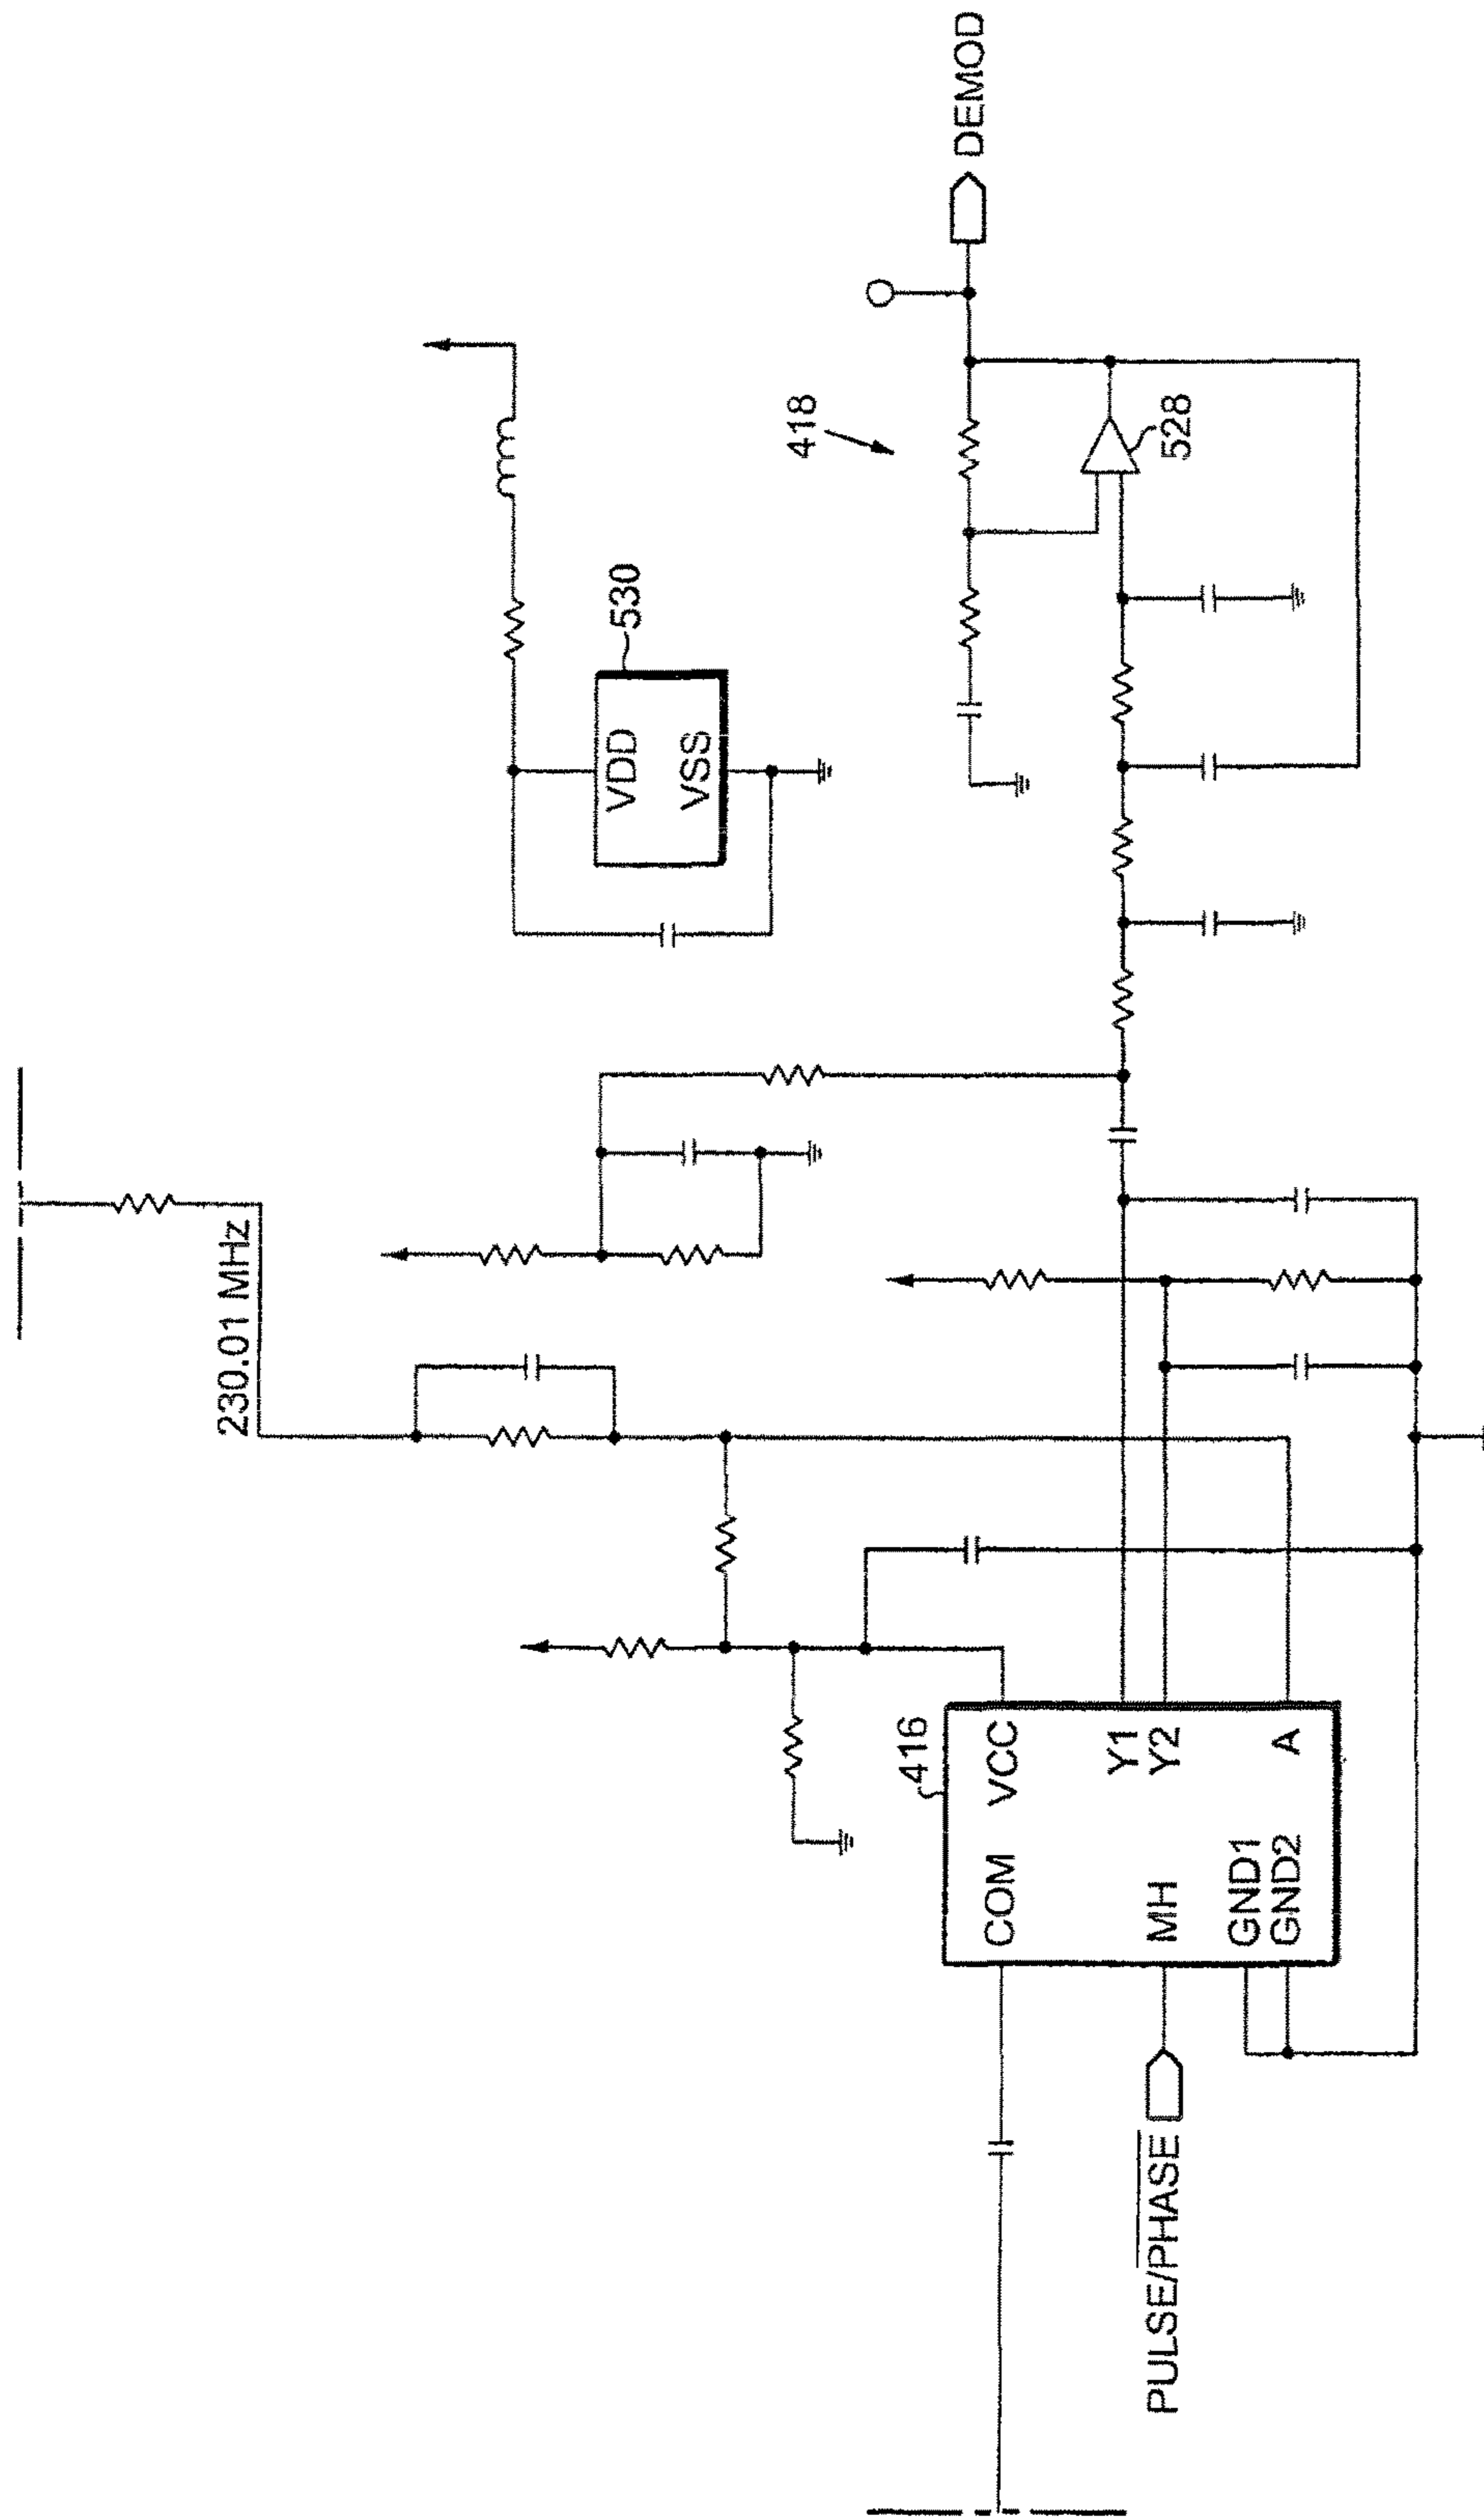 230.01 MHz
530
VDD
VSS
418
528
DEMOD
416
COM
VCC
MH
Y1
Y2
GND1
GND2
A
PULSE/PHASE